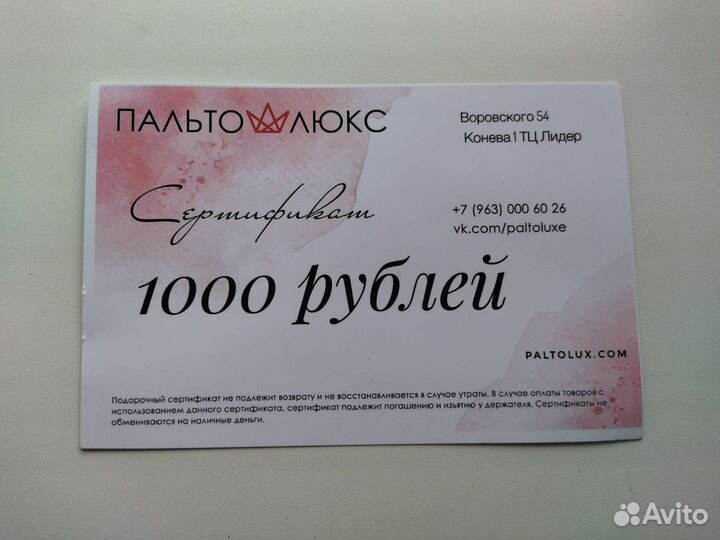 ПАЛЬТО ЛЮКС
Воровского 54
Конева 1 ТЦ Лидер
Сертификат
+7 (963) 000 60 26
vk.com/paltoluxe
1000 рублей
PALTOLUX.COM
Подарочный сертификат не подлежит возврату и не восстанавливается в случае утраты. В случае оплаты товаров с
использованием данного сертификата, сертификат подлежит погашению и изъятию у держателя. Сертификаты не
обмениваются на наличные деньги.
Avito